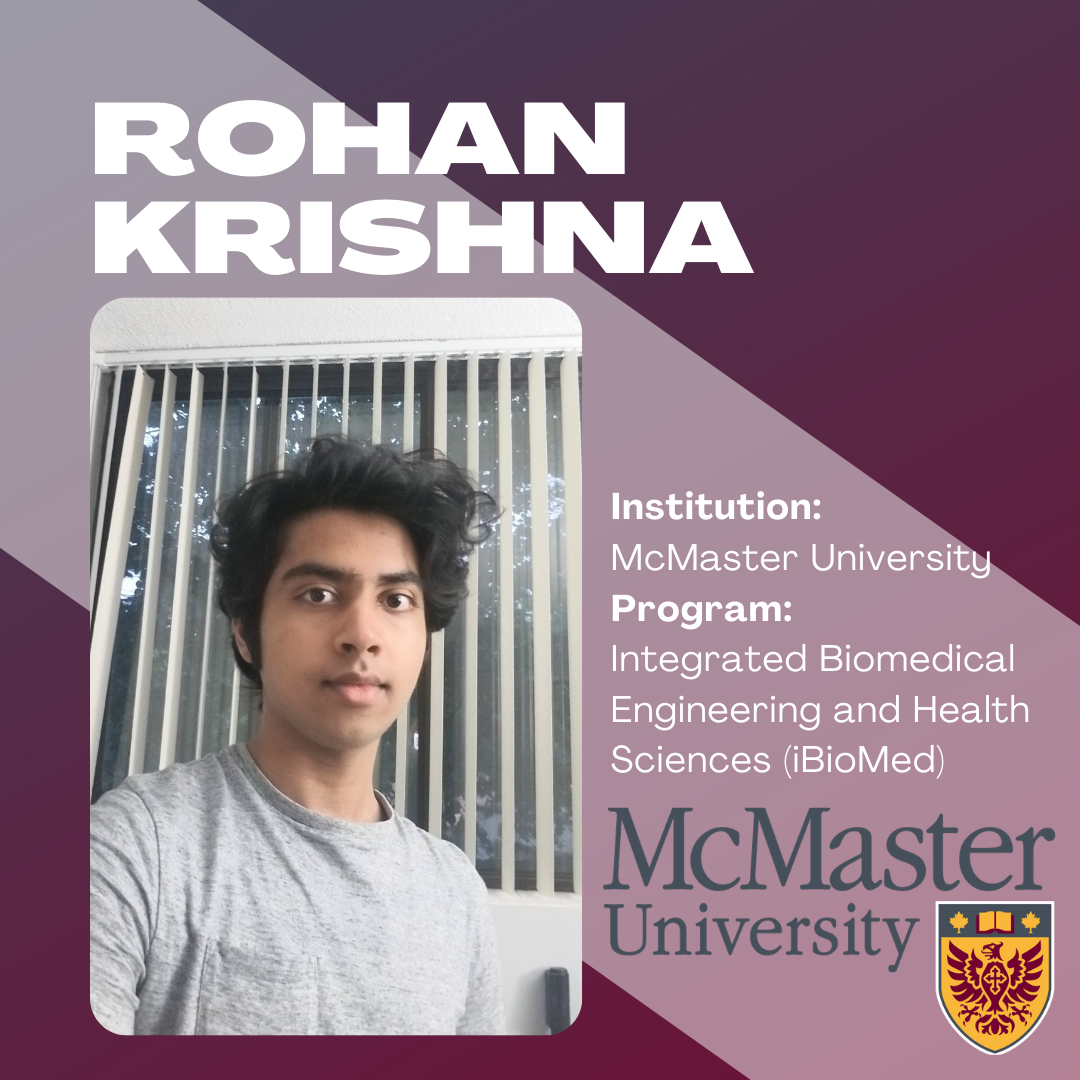 ROHAN
KRISHNA
Institution:
McMaster University
Program:
Integrated Biomedical
Engineering and Health
Sciences (iBioMed)
McMaster
University